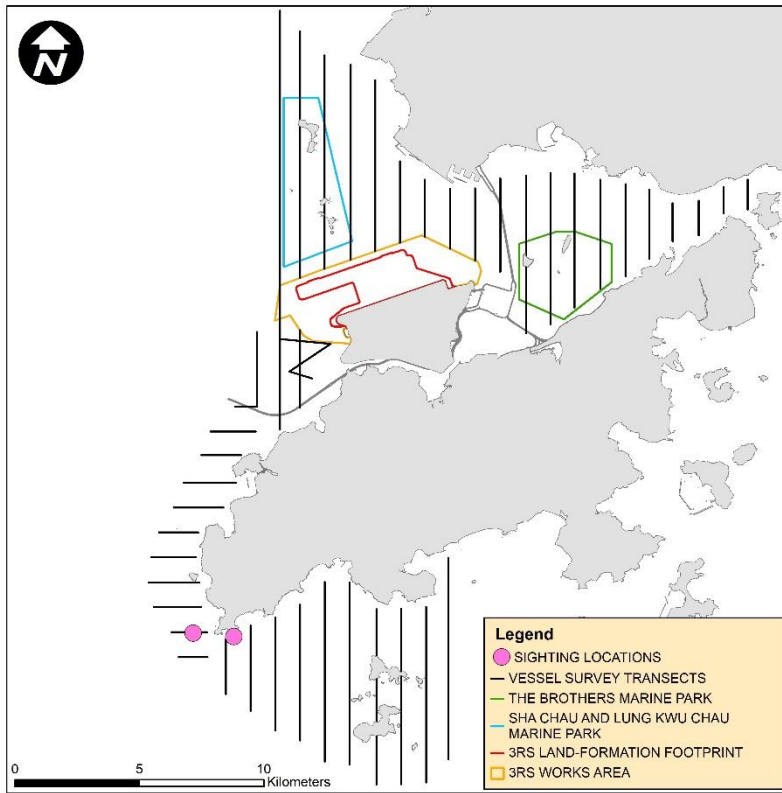 N
Legend
SIGHTING LOCATIONS
VESSEL SURVEY TRANSECTS
THE BROTHERS MARINE PARK
SHA CHAU AND LUNG KWU CHAU
MARINE PARK
3RS LAND-FORMATION FOOTPRINT
3RS WORKS AREA
0 5 10
Kilometers